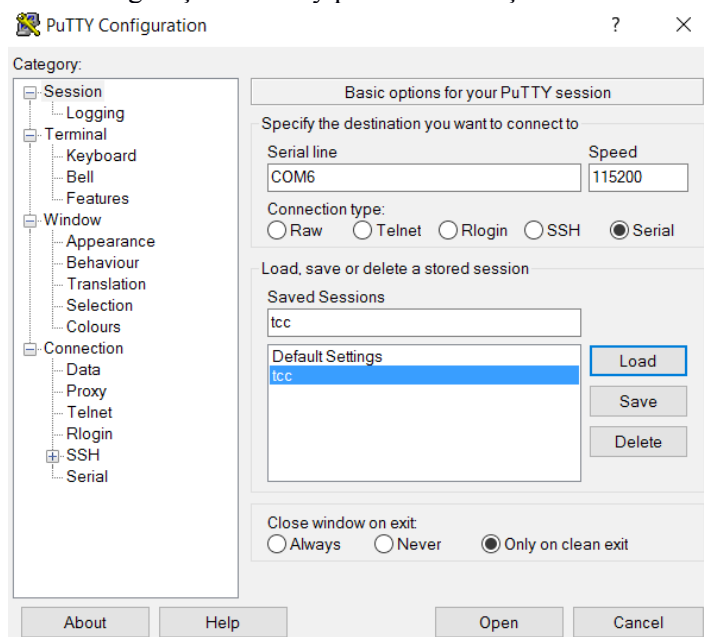 PuTTY Configuration ? ×
Category:
Session
Logging
Terminal
Keyboard
Bell
Features
Window
Appearance
Behaviour
Translation
Selection
Colours
Connection
Data
Proxy
Telnet
Rlogin
SSH
Serial
Basic options for your PuTTY session
Specify the destination you want to connect to
Serial line Speed
COM6 115200
Connection type:
Raw Telnet Rlogin SSH Serial
Load, save or delete a stored session
Saved Sessions
tcc
Default Settings
tcc
Load
Save
Delete
Close window on exit:
Always Never Only on clean exit
About Help Open Cancel